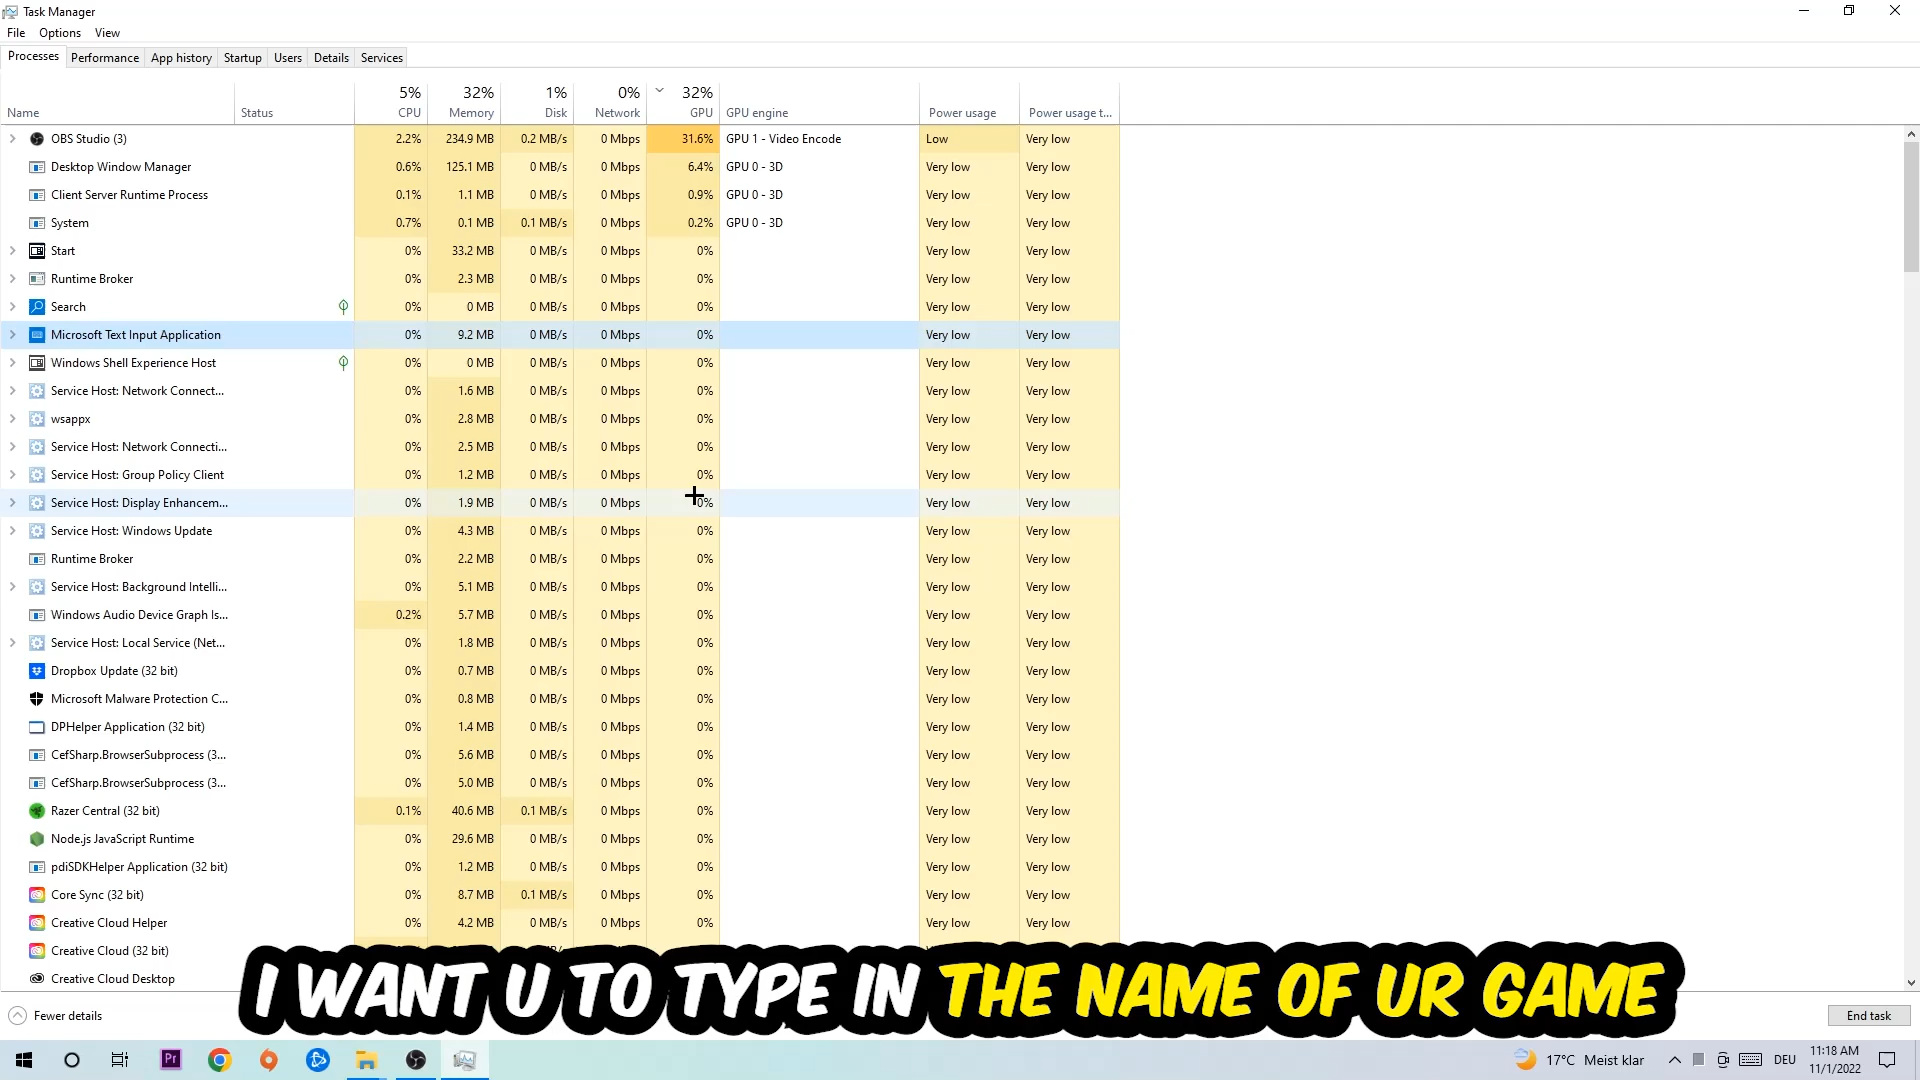 Task Manager
File Options View
Processes Performance App history Startup Users Details Services
5% 32% 1% 0% 32%
Name Status CPU Memory Disk Network GPU GPU engine Power usage Power usage t...
OBS Studio (3) 2.2% 234.9 MB 0.2 MB/s 0 Mbps 31.6% GPU 1 - Video Encode Low Very low
Desktop Window Manager 0.6% 125.1 MB 0 MB/s 0 Mbps 6.4% GPU 0 - 3D Very low Very low
Client Server Runtime Process 0.1% 1.1 MB 0 MB/s 0 Mbps 0.9% GPU 0 - 3D Very low Very low
System 0.7% 0.1 MB 0.1 MB/s 0 Mbps 0.2% GPU 0 - 3D Very low Very low
Start 0% 33.2 MB 0 MB/s 0 Mbps 0% Very low Very low
Runtime Broker 0% 2.3 MB 0 MB/s 0 Mbps 0% Very low Very low
Search 0% 0 MB 0 MB/s 0 Mbps 0% Very low Very low
Microsoft Text Input Application 0% 9.2 MB 0 MB/s 0 Mbps 0% Very low Very low
Windows Shell Experience Host 0% 0 MB 0 MB/s 0 Mbps 0% Very low Very low
Service Host: Network Connect... 0% 1.6 MB 0 MB/s 0 Mbps 0% Very low Very low
wsappx 0% 2.8 MB 0 MB/s 0 Mbps 0% Very low Very low
Service Host: Network Connecti... 0% 2.5 MB 0 MB/s 0 Mbps 0% Very low Very low
Service Host: Group Policy Client 0% 1.2 MB 0 MB/s 0 Mbps 0% Very low Very low
Service Host: Display Enhancem... 0% 1.9 MB 0 MB/s 0 Mbps 0% Very low Very low
Service Host: Windows Update 0% 4.3 MB 0 MB/s 0 Mbps 0% Very low Very low
Runtime Broker 0% 2.2 MB 0 MB/s 0 Mbps 0% Very low Very low
Service Host: Background Intelli... 0% 5.1 MB 0 MB/s 0 Mbps 0% Very low Very low
Windows Audio Device Graph Is... 0.2% 5.7 MB 0 MB/s 0 Mbps 0% Very low Very low
Service Host: Local Service (Net... 0% 1.8 MB 0 MB/s 0 Mbps 0% Very low Very low
Dropbox Update (32 bit) 0% 0.7 MB 0 MB/s 0 Mbps 0% Very low Very low
Microsoft Malware Protection C... 0% 0.8 MB 0 MB/s 0 Mbps 0% Very low Very low
DPHelper Application (32 bit) 0% 1.4 MB 0 MB/s 0 Mbps 0% Very low Very low
CefSharp.BrowserSubprocess (3... 0% 5.6 MB 0 MB/s 0 Mbps 0% Very low Very low
CefSharp.BrowserSubprocess (3... 0% 5.0 MB 0 MB/s 0 Mbps 0% Very low Very low
Razer Central (32 bit) 0.1% 40.6 MB 0.1 MB/s 0 Mbps 0% Very low Very low
Node.js JavaScript Runtime 0% 29.6 MB 0 MB/s 0 Mbps 0% Very low Very low
pdiSDKHelper Application (32 bit) 0% 1.2 MB 0 MB/s 0 Mbps 0% Very low Very low
Core Sync (32 bit) 0% 8.7 MB 0.1 MB/s 0 Mbps 0% Very low Very low
Creative Cloud Helper 0% 4.2 MB 0 MB/s 0 Mbps 0% Very low Very low
Creative Cloud (32 bit)
Creative Cloud Desktop
I WANT U TO TYPE IN THE NAME OF UR GAME
Fewer details End task
Pr 17°C Meist klar DEU 11:18 AM
11/1/2022